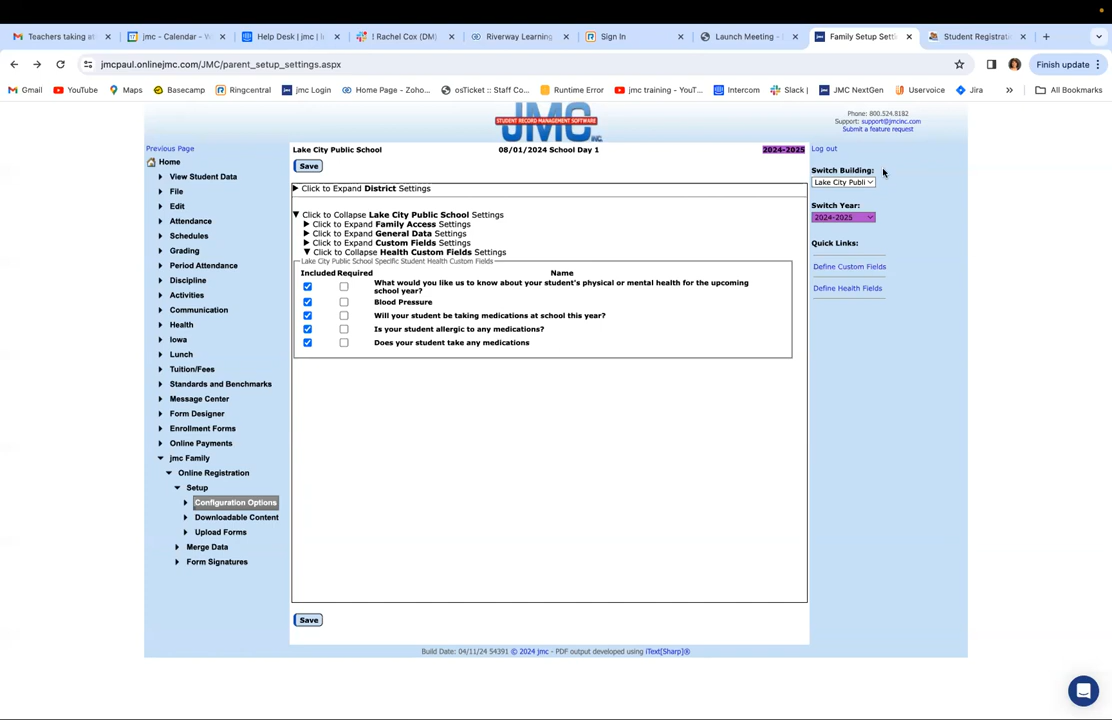 Teachers taking at
jmc - Calendar - W
Help Desk | jmc | I
! Rachel Cox (DM)
Riverway Learning
Sign In
Launch Meeting -
Family Setup Setti
Student Registrat
jmcpaul.onlinejmc.com/JMC/parent_setup_settings.aspx
Finish update
Gmail
YouTube
Maps
Basecamp
Ringcentral
jmc Login
Home Page - Zoho...
osTicket :: Staff Co...
Runtime Error
jmc training - YouT...
Intercom
Slack |
JMC NextGen
Uservoice
Jira
All Bookmarks
JMC INC.
STUDENT RECORD MANAGEMENT SOFTWARE
Phone: 800.524.8182
Support: support@jmcinc.com
Submit a feature request
Previous Page
Home
View Student Data
File
Edit
Attendance
Schedules
Grading
Period Attendance
Discipline
Activities
Communication
Health
Iowa
Lunch
Tuition/Fees
Standards and Benchmarks
Message Center
Form Designer
Enrollment Forms
Online Payments
jmc Family
Online Registration
Setup
Configuration Options
Downloadable Content
Upload Forms
Merge Data
Form Signatures
Lake City Public School
08/01/2024 School Day 1
2024-2025
Save
Click to Expand District Settings
Click to Collapse Lake City Public School Settings
Click to Expand Family Access Settings
Click to Expand General Data Settings
Click to Expand Custom Fields Settings
Click to Collapse Health Custom Fields Settings
Lake City Public School Specific Student Health Custom Fields
Included Required Name
What would you like us to know about your student's physical or mental health for the upcoming
school year?
Blood Pressure
Will your student be taking medications at school this year?
Is your student allergic to any medications?
Does your student take any medications
Save
Log out
Switch Building:
Lake City Publi
Switch Year:
2024-2025
Quick Links:
Define Custom Fields
Define Health Fields
Build Date: 04/11/24 54391 © 2024 jmc - PDF output developed using iText[Sharp]®